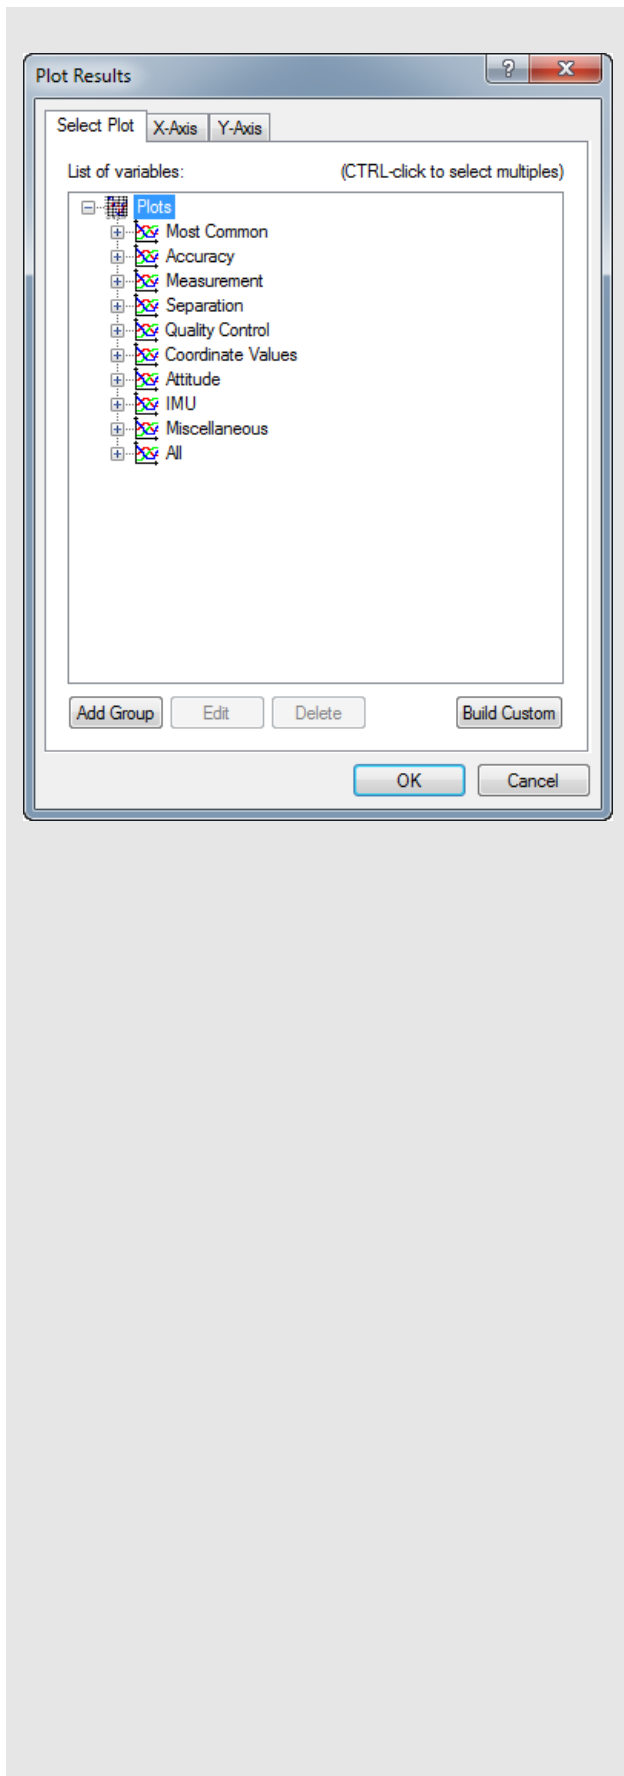 Plot Results
?
X
Select Plot X-Axis Y-Axis
List of variables: (CTRL-click to select multiples)
Plots
Most Common
Accuracy
Measurement
Separation
Quality Control
Coordinate Values
Attitude
IMU
Miscellaneous
All
Add Group Edit Delete Build Custom
OK Cancel